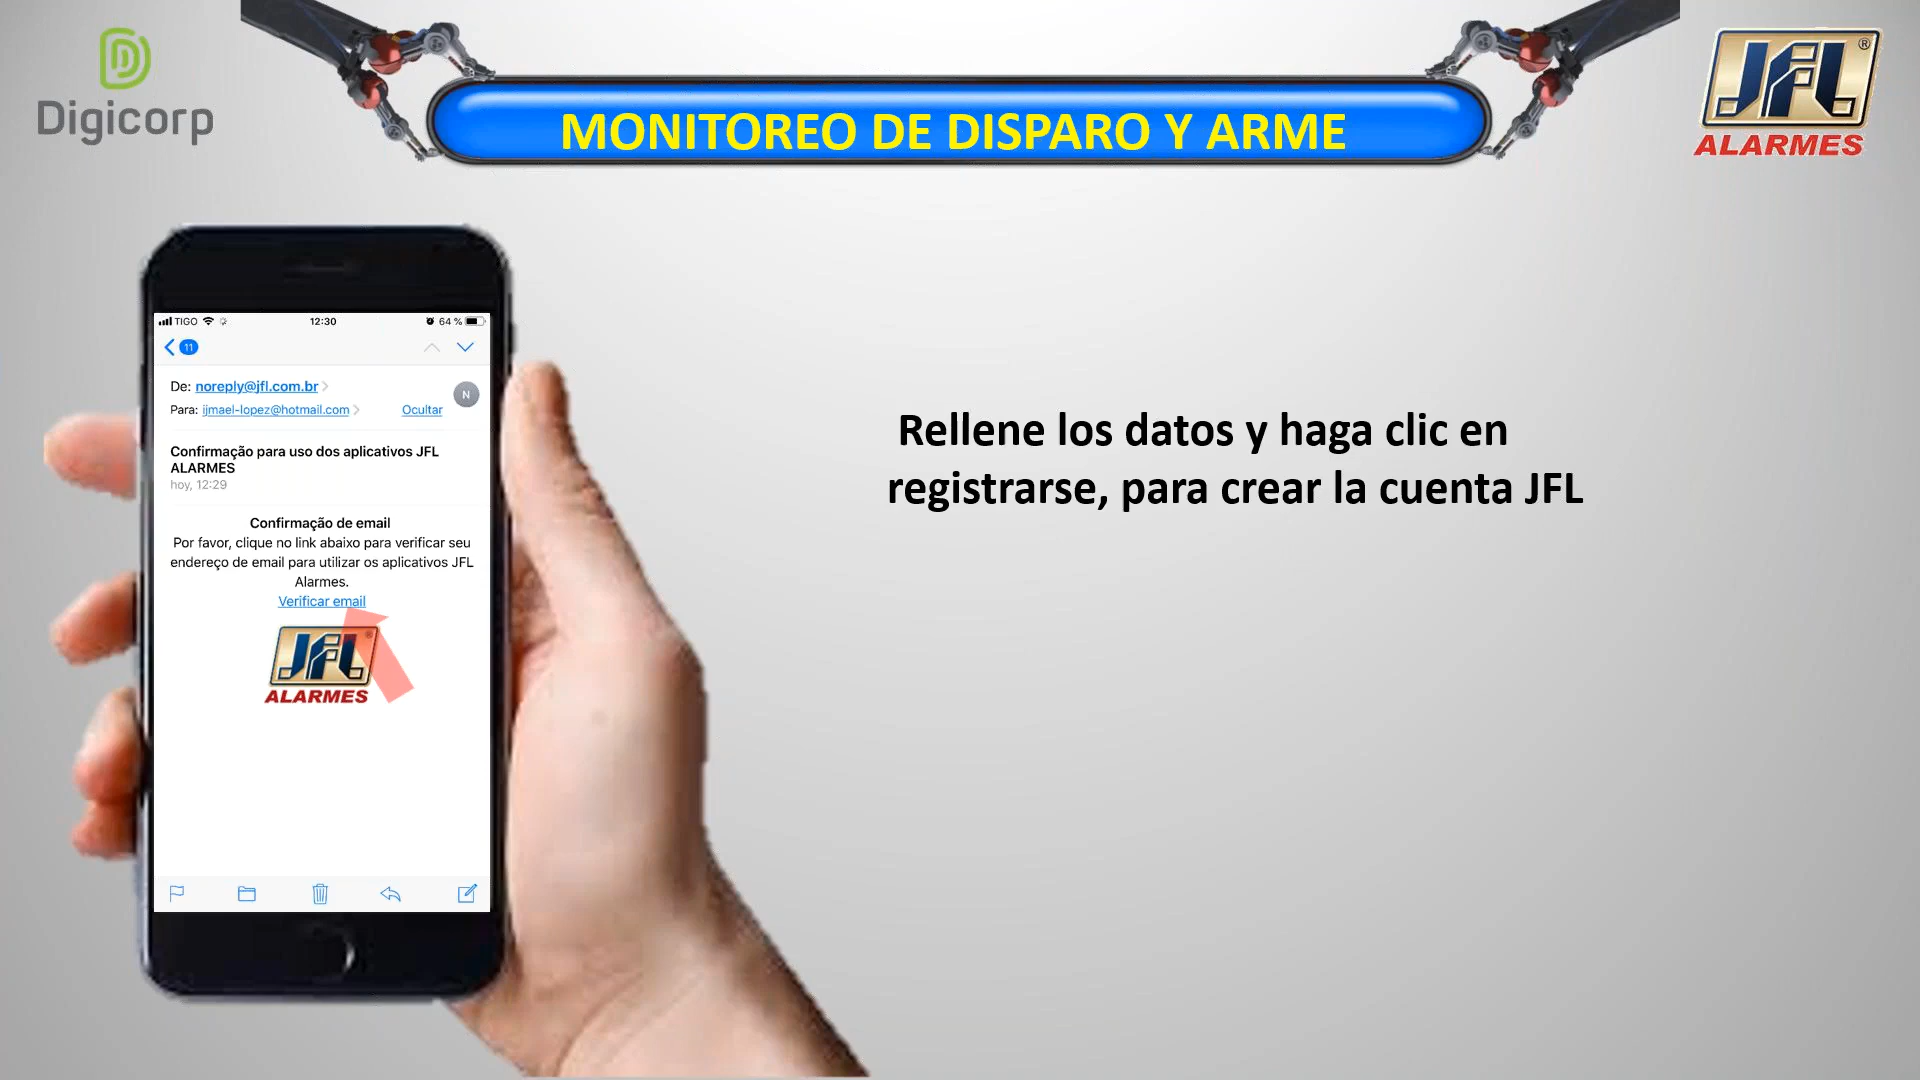 Digicorp
MONITOREO DE DISPARO Y ARME
JFL®
ALARMES
TIGO 12:30 64 %
11
De: noreply@jfl.com.br
N
Para: ijmael-lopez@hotmail.com Ocultar
Confirmação para uso dos aplicativos JFL
ALARMES
hoy, 12:29
Confirmação de email
Por favor, clique no link abaixo para verificar seu
endereço de email para utilizar os aplicativos JFL
Alarmes.
Verificar email
JFL®
ALARMES
Rellene los datos y haga clic en
registrarse, para crear la cuenta JFL